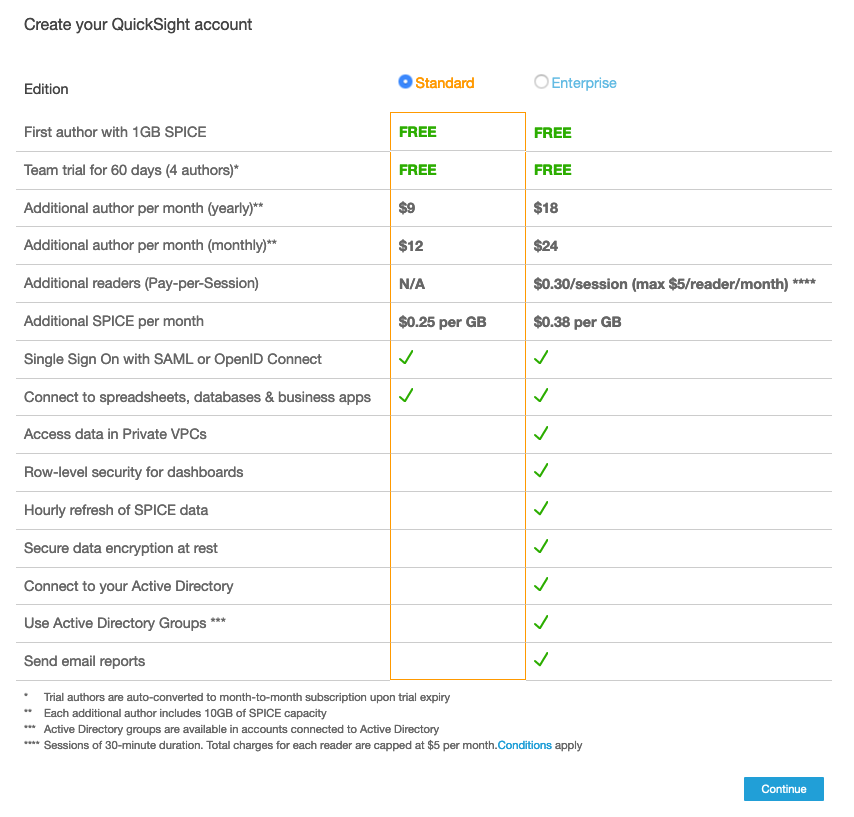 Create your QuickSight account
Edition Standard Enterprise
First author with 1GB SPICE FREE FREE
Team trial for 60 days (4 authors)* FREE FREE
Additional author per month (yearly)** $9 $18
Additional author per month (monthly)** $12 $24
Additional readers (Pay-per-Session) N/A $0.30/session (max $5/reader/month) ****
Additional SPICE per month $0.25 per GB $0.38 per GB
Single Sign On with SAML or OpenID Connect ✓ ✓
Connect to spreadsheets, databases & business apps ✓ ✓
Access data in Private VPCs ✓
Row-level security for dashboards ✓
Hourly refresh of SPICE data ✓
Secure data encryption at rest ✓
Connect to your Active Directory ✓
Use Active Directory Groups *** ✓
Send email reports ✓
* Trial authors are auto-converted to month-to-month subscription upon trial expiry
** Each additional author includes 10GB of SPICE capacity
*** Active Directory groups are available in accounts connected to Active Directory
**** Sessions of 30-minute duration. Total charges for each reader are capped at $5 per month.Conditions apply
Continue